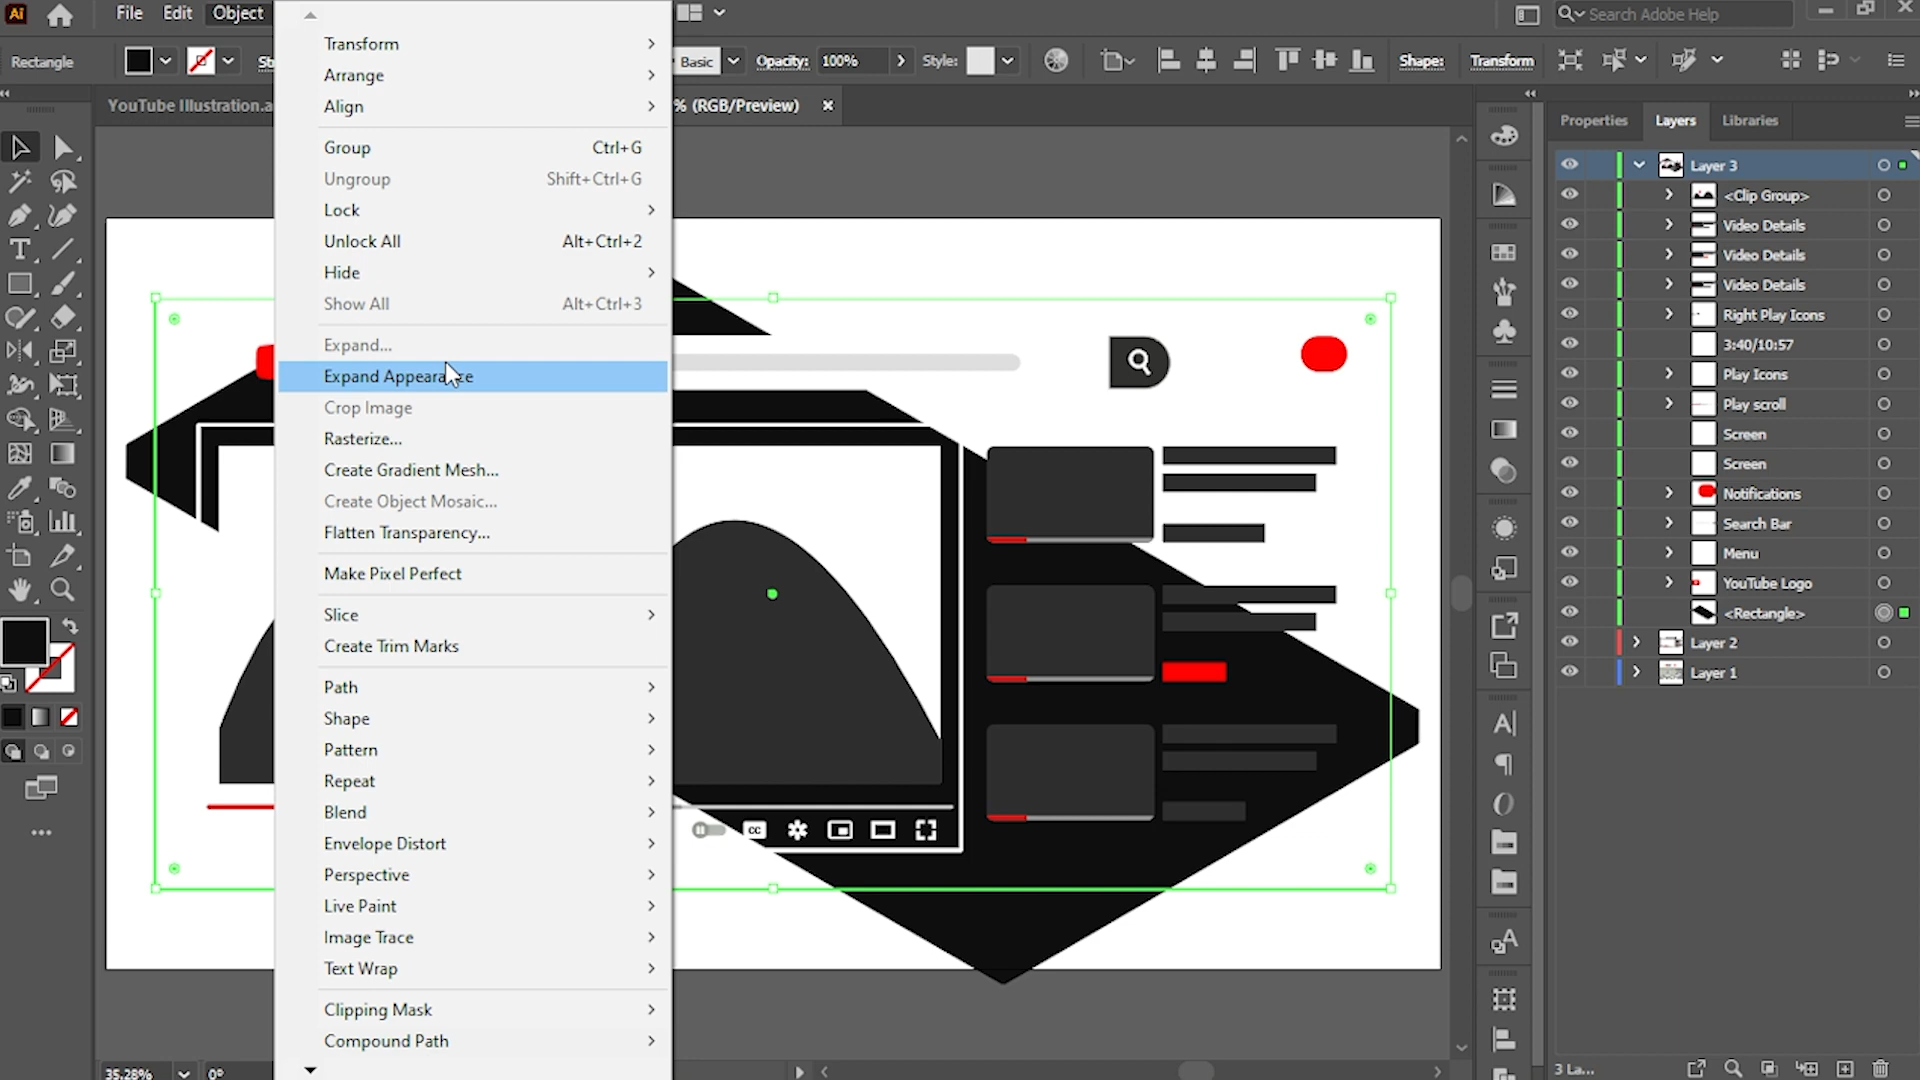 Ai File Edit Object Search Adobe Help
Rectangle St Basic Opacity: 100% Style: Shape: Transform
YouTube Illustration.a % (RGB/Preview) ×
Transform
Arrange
Align
Group Ctrl+G
Ungroup Shift+Ctrl+G
Lock
Unlock All Alt+Ctrl+2
Hide
Show All Alt+Ctrl+3
Expand...
Expand Appearance
Crop Image
Rasterize...
Create Gradient Mesh...
Create Object Mosaic...
Flatten Transparency...
Make Pixel Perfect
Slice
Create Trim Marks
Path
Shape
Pattern
Repeat
Blend
Envelope Distort
Perspective
Live Paint
Image Trace
Text Wrap
Clipping Mask
Compound Path
CC
35.28% 0°
Properties Layers Libraries
Layer 3
<Clip Group>
Video Details
Video Details
Video Details
Right Play Icons
3:40/10:57
Play Icons
Play scroll
Screen
Screen
Notifications
Search Bar
Menu
YouTube Logo
<Rectangle>
Layer 2
Layer 1
3 La...